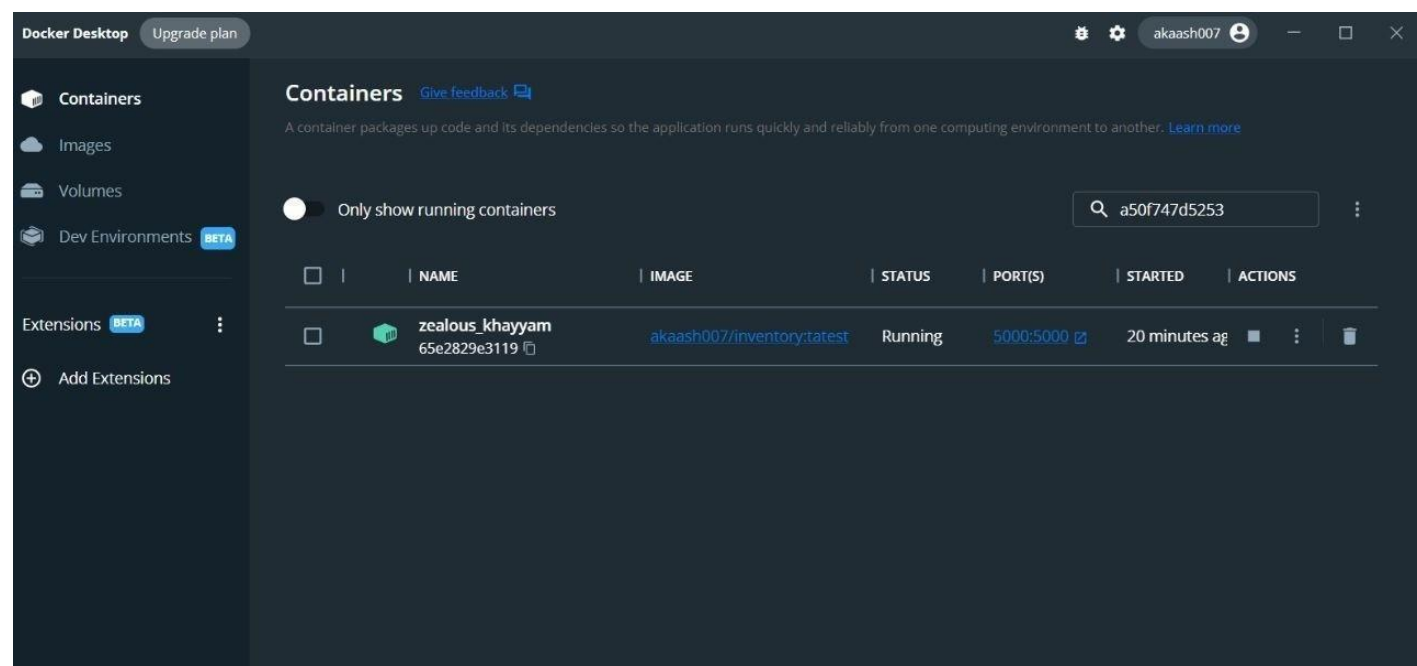 Docker Desktop Upgrade plan akaash007
Containers
Images
Volumes
Dev Environments BETA
Extensions BETA
Add Extensions
Containers Give feedback
A container packages up code and its dependencies so the application runs quickly and reliably from one computing environment to another. Learn more
Only show running containers a50f747d5253
NAME IMAGE STATUS PORT(S) STARTED ACTIONS
zealous_khayyam akaash007/inventory:tatest Running 5000:5000 20 minutes ag
65e2829e3119